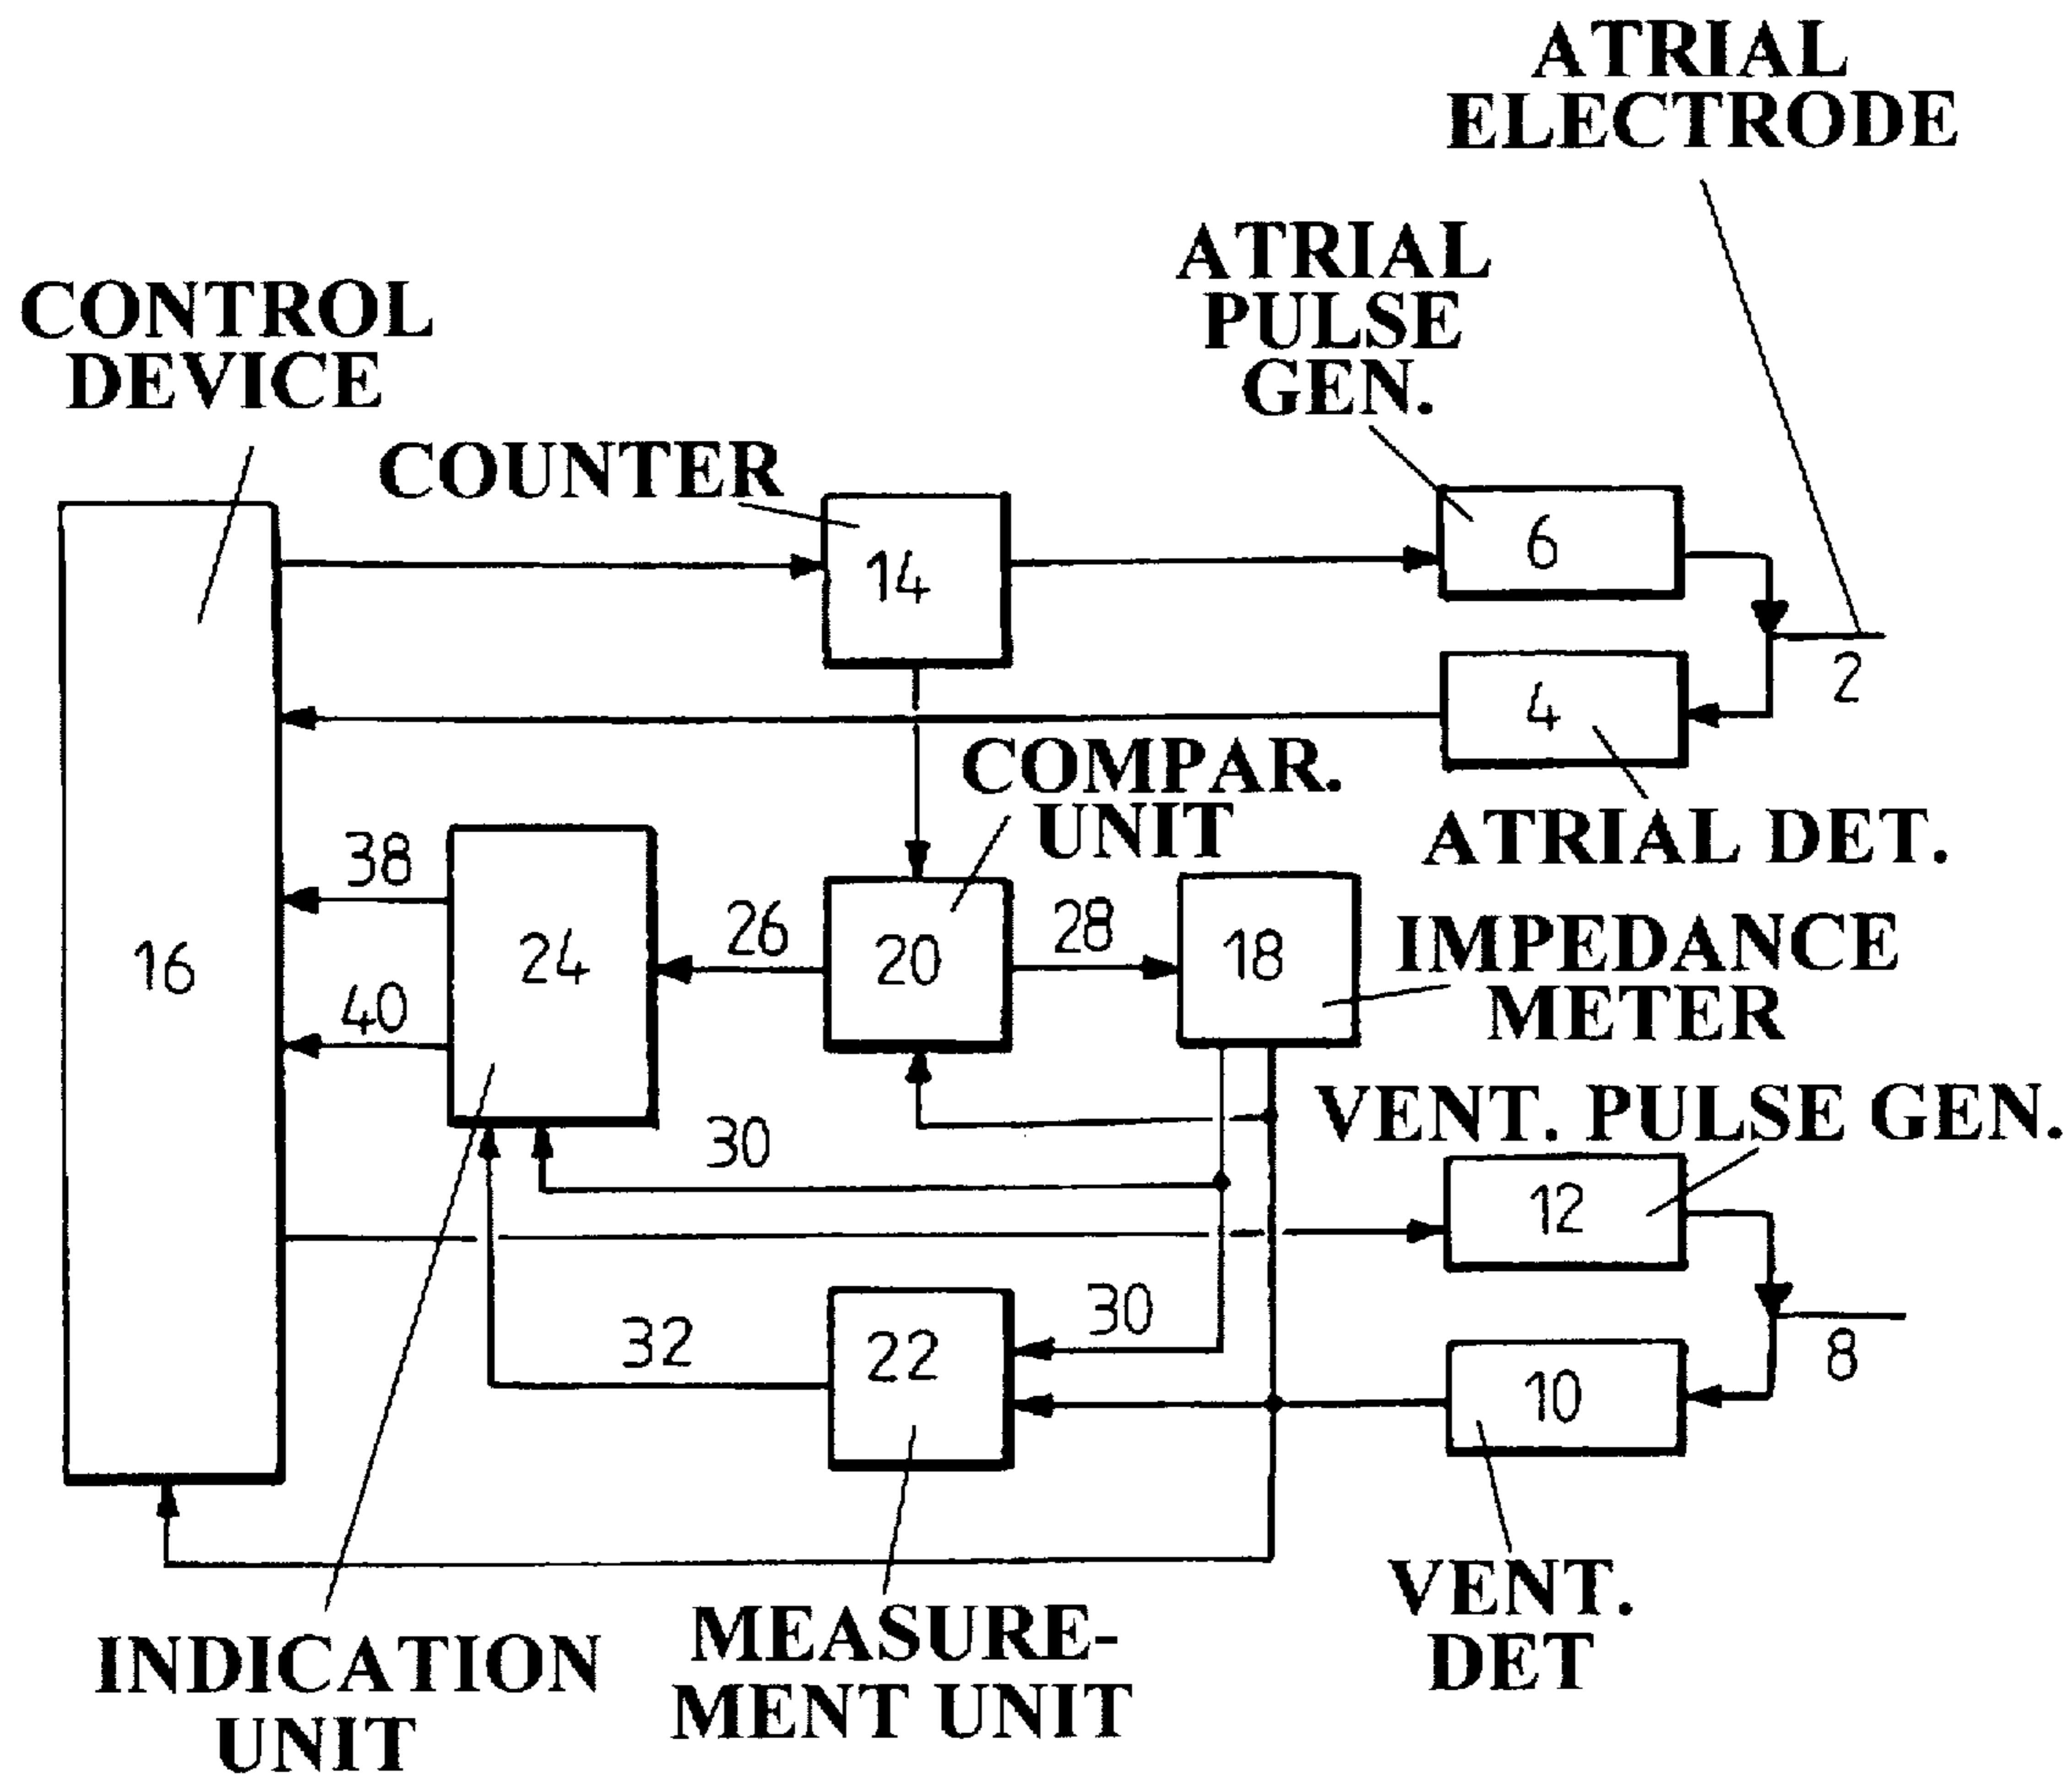 ATRIAL
ELECTRODE
ATRIAL
PULSE
GEN.
CONTROL
DEVICE
COUNTER
14
6
2
4
COMPAR.
UNIT
ATRIAL DET.
38
26
28
24
20
18
16
IMPEDANCE
METER
40
VENT. PULSE GEN.
30
12
30
32
22
8
10
VENT.
DET
MEASURE-
MENT UNIT
INDICATION
UNIT